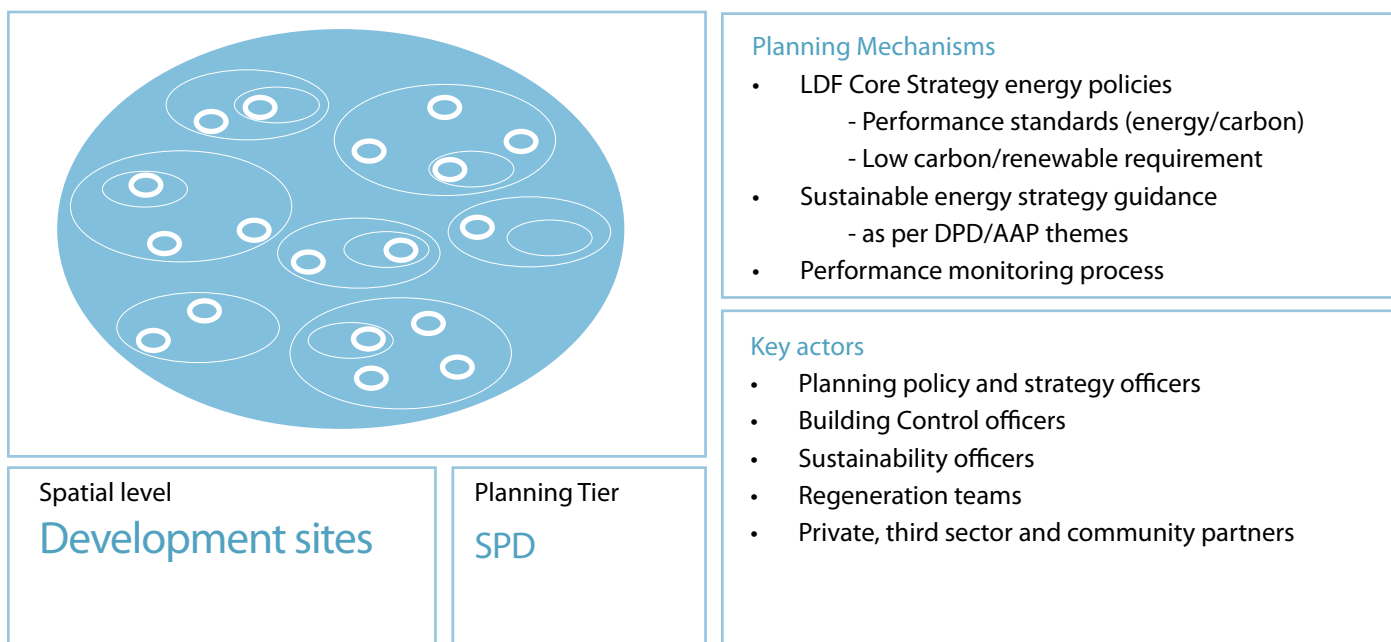 Planning Mechanisms
• LDF Core Strategy energy policies
- Performance standards (energy/carbon)
- Low carbon/renewable requirement
• Sustainable energy strategy guidance
- as per DPD/AAP themes
• Performance monitoring process
Key actors
• Planning policy and strategy officers
• Building Control officers
• Sustainability officers
• Regeneration teams
• Private, third sector and community partners
Spatial level
Development sites
Planning Tier
SPD